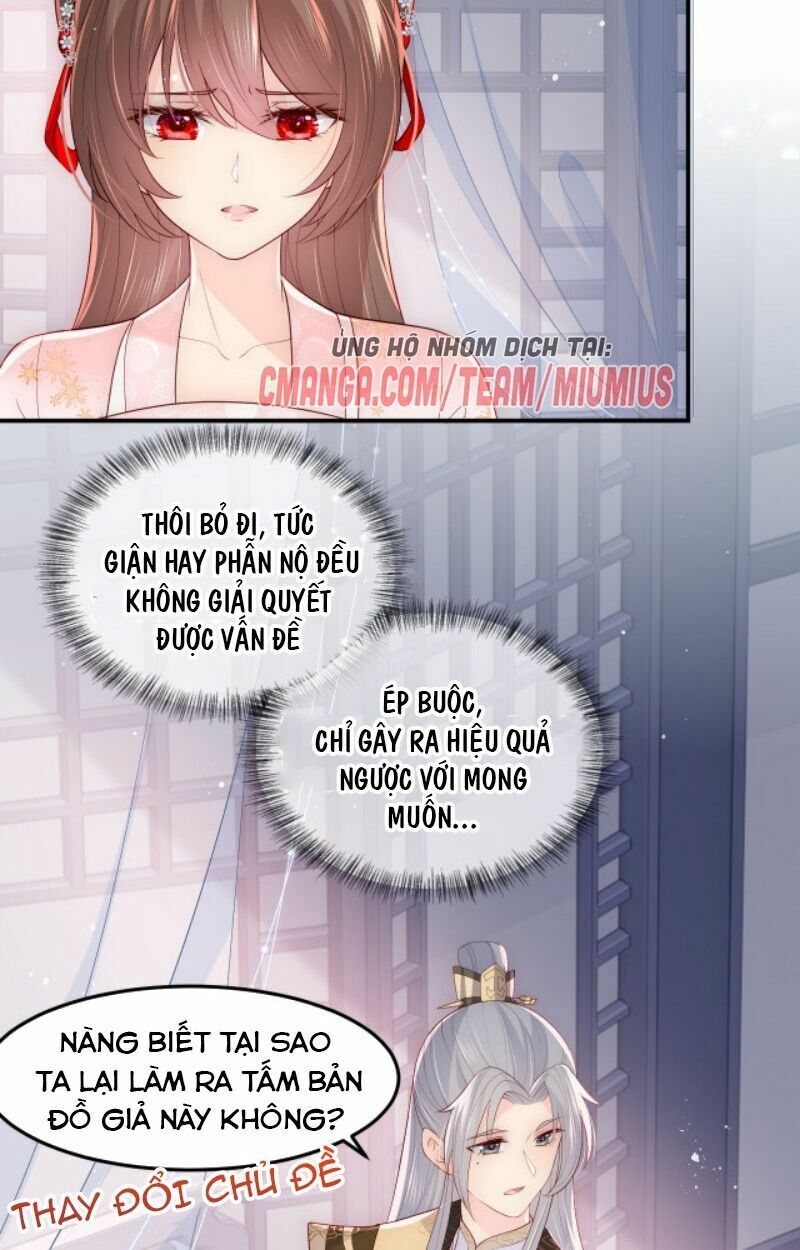 ỦNG HỘ NHÓM DỊCH TẠI:
CMANGA.COM/TEAM/MIUMIUS
THÔI BỎ ĐI, TỨC
GIẬN HAY PHẪN NỘ ĐỀU
KHÔNG GIẢI QUYẾT
ĐƯỢC VẤN ĐỀ
ÉP BUỘC,
CHỈ GÂY RA HIỆU QUẢ
NGƯỢC VỚI MONG
MUỐN...
NÀNG BIẾT TẠI SAO
TA LẠI LÀM RA TẤM BẢN
ĐỒ GIẢ NÀY KHÔNG?
THAY ĐỔI CHỦ ĐỀ